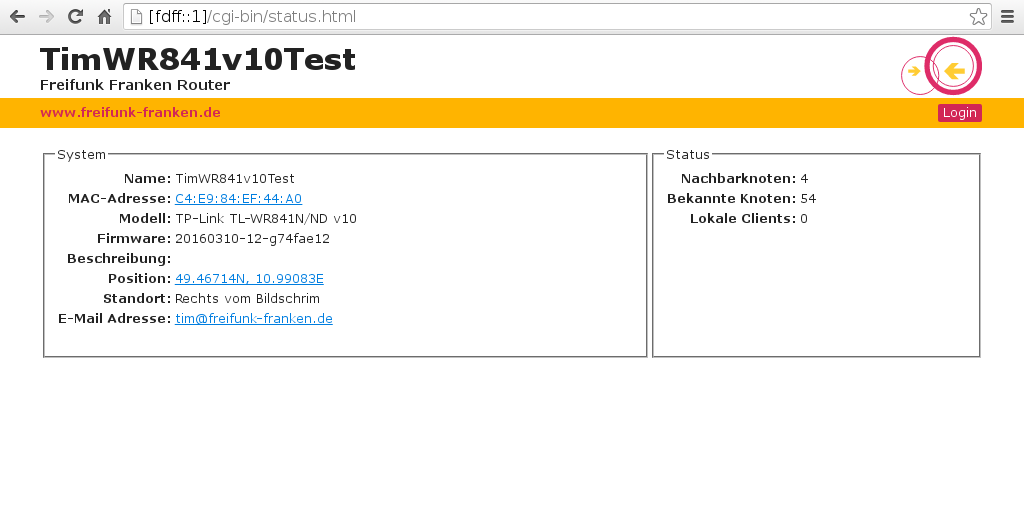 [fdff::1]/cgi-bin/status.html
TimWR841v10Test
Freifunk Franken Router
www.freifunk-franken.de
Login
System
Name: TimWR841v10Test
MAC-Adresse: C4:E9:84:EF:44:A0
Modell: TP-Link TL-WR841N/ND v10
Firmware: 20160310-12-g74fae12
Beschreibung:
Position: 49.46714N, 10.99083E
Standort: Rechts vom Bildschrim
E-Mail Adresse: tim@freifunk-franken.de
Status
Nachbarknoten: 4
Bekannte Knoten: 54
Lokale Clients: 0